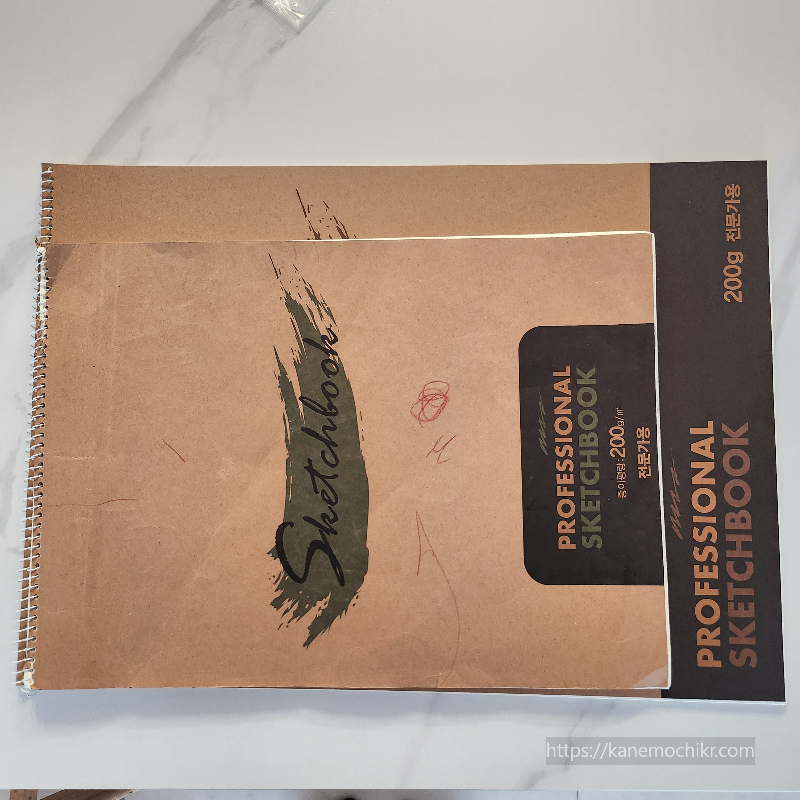 Sketchbook
PROFESSIONAL
SKETCHBOOK
종이평량:200g/㎡
전문가용
PROFESSIONAL
SKETCHBOOK
200g 전문가용
https://kanemochikr.com